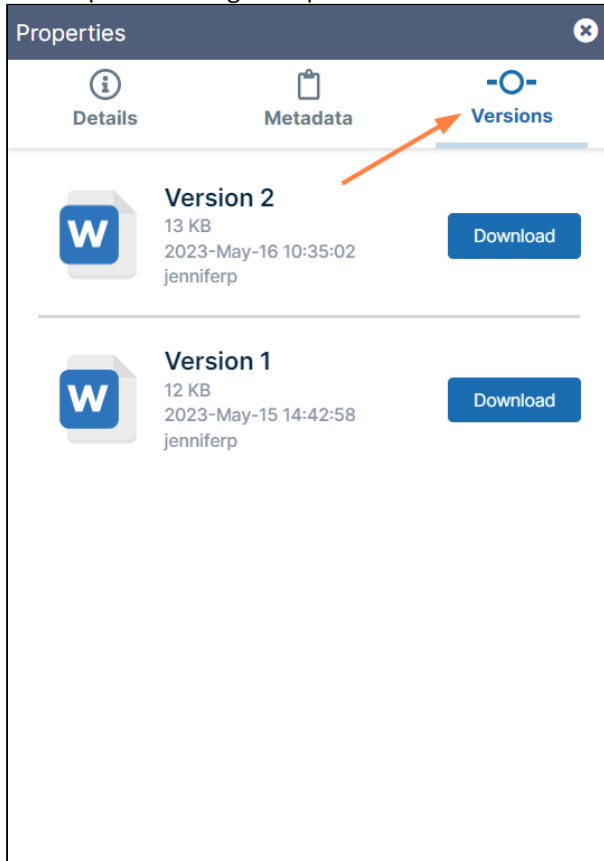 Properties
Details
Metadata
Versions
Version 2
13 KB
2023-May-16 10:35:02
jenniferp
Download
W
Version 1
12 KB
2023-May-15 14:42:58
jenniferp
Download
W